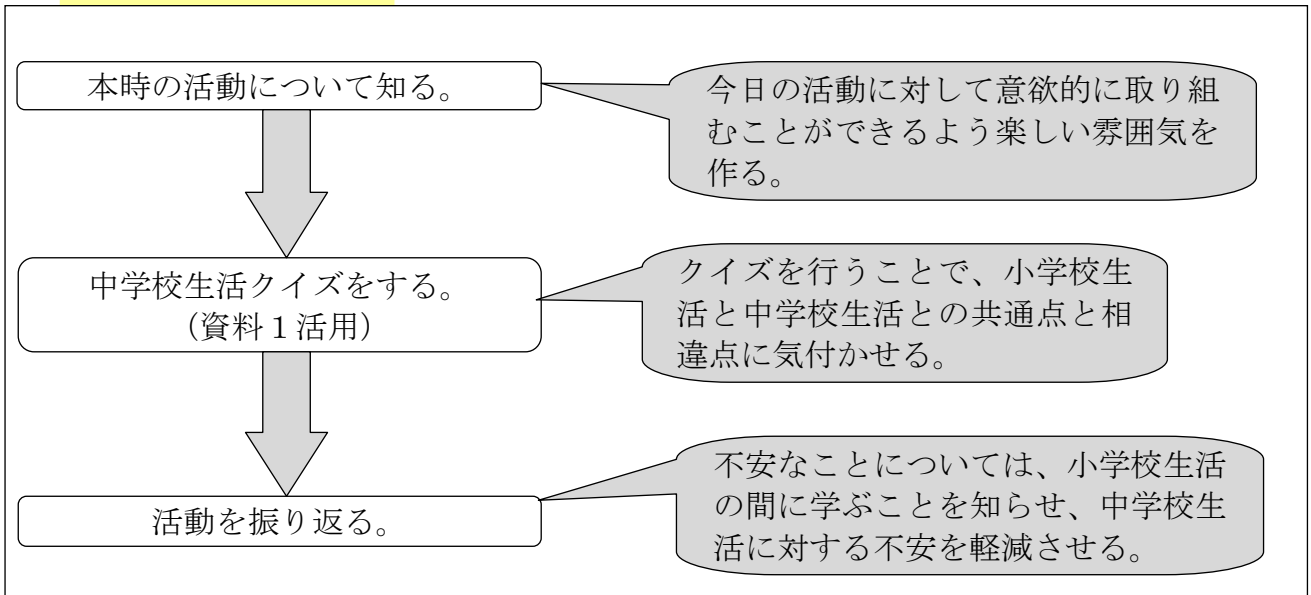 本時の活動について知る。
今日の活動に対して意欲的に取り組
むことができるよう楽しい雰囲気を
作る。
中学校生活クイズをする。
（資料１活用）
クイズを行うことで、小学校生
活と中学校生活との共通点と相
違点に気付かせる。
活動を振り返る。
不安なことについては、小学校生活
の間に学ぶことを知らせ、中学校生
活に対する不安を軽減させる。